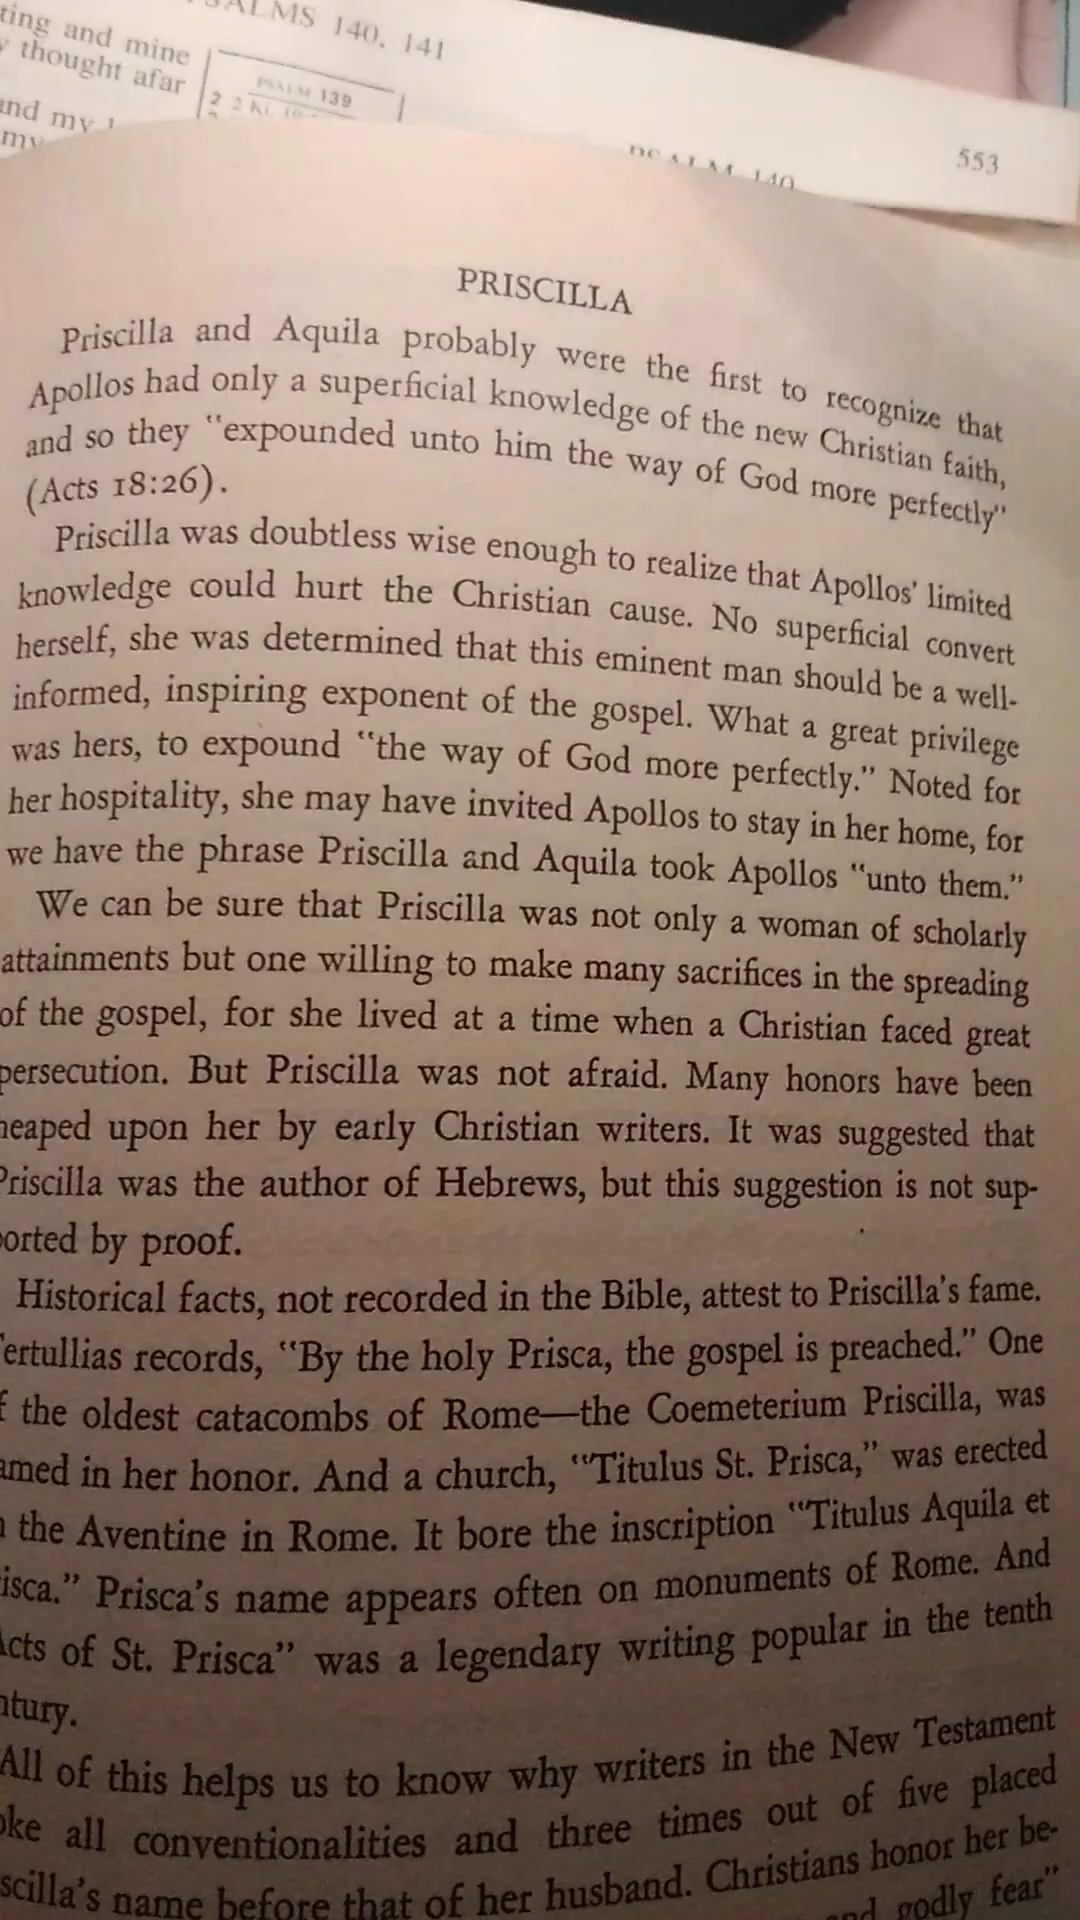 PSALMS 140, 141
ting and mine
thought afar
PSALM 139
and my
my
PSALM 140
553
PRISCILLA
Priscilla and Aquila probably were the first to recognize that
Apollos had only a superficial knowledge of the new Christian faith,
and so they "expounded unto him the way of God more perfectly"
(Acts 18:26).
Priscilla was doubtless wise enough to realize that Apollos' limited
knowledge could hurt the Christian cause. No superficial convert
herself, she was determined that this eminent man should be a well-
informed, inspiring exponent of the gospel. What a great privilege
was hers, to expound "the way of God more perfectly." Noted for
her hospitality, she may have invited Apollos to stay in her home, for
we have the phrase Priscilla and Aquila took Apollos "unto them."
We can be sure that Priscilla was not only a woman of scholarly
attainments but one willing to make many sacrifices in the spreading
of the gospel, for she lived at a time when a Christian faced great
persecution. But Priscilla was not afraid. Many honors have been
heaped upon her by early Christian writers. It was suggested that
Priscilla was the author of Hebrews, but this suggestion is not sup-
ported by proof.
Historical facts, not recorded in the Bible, attest to Priscilla's fame.
ertullias records, "By the holy Prisca, the gospel is preached." One
f the oldest catacombs of Rome—the Coemeterium Priscilla, was
amed in her honor. And a church, "Titulus St. Prisca," was erected
n the Aventine in Rome. It bore the inscription "Titulus Aquila et
isca." Prisca's name appears often on monuments of Rome. And
Acts of St. Prisca" was a legendary writing popular in the tenth
ntury.
All of this helps us to know why writers in the New Testament
oke all conventionalities and three times out of five placed
scilla's name before that of her husband. Christians honor her be-
and godly fear"